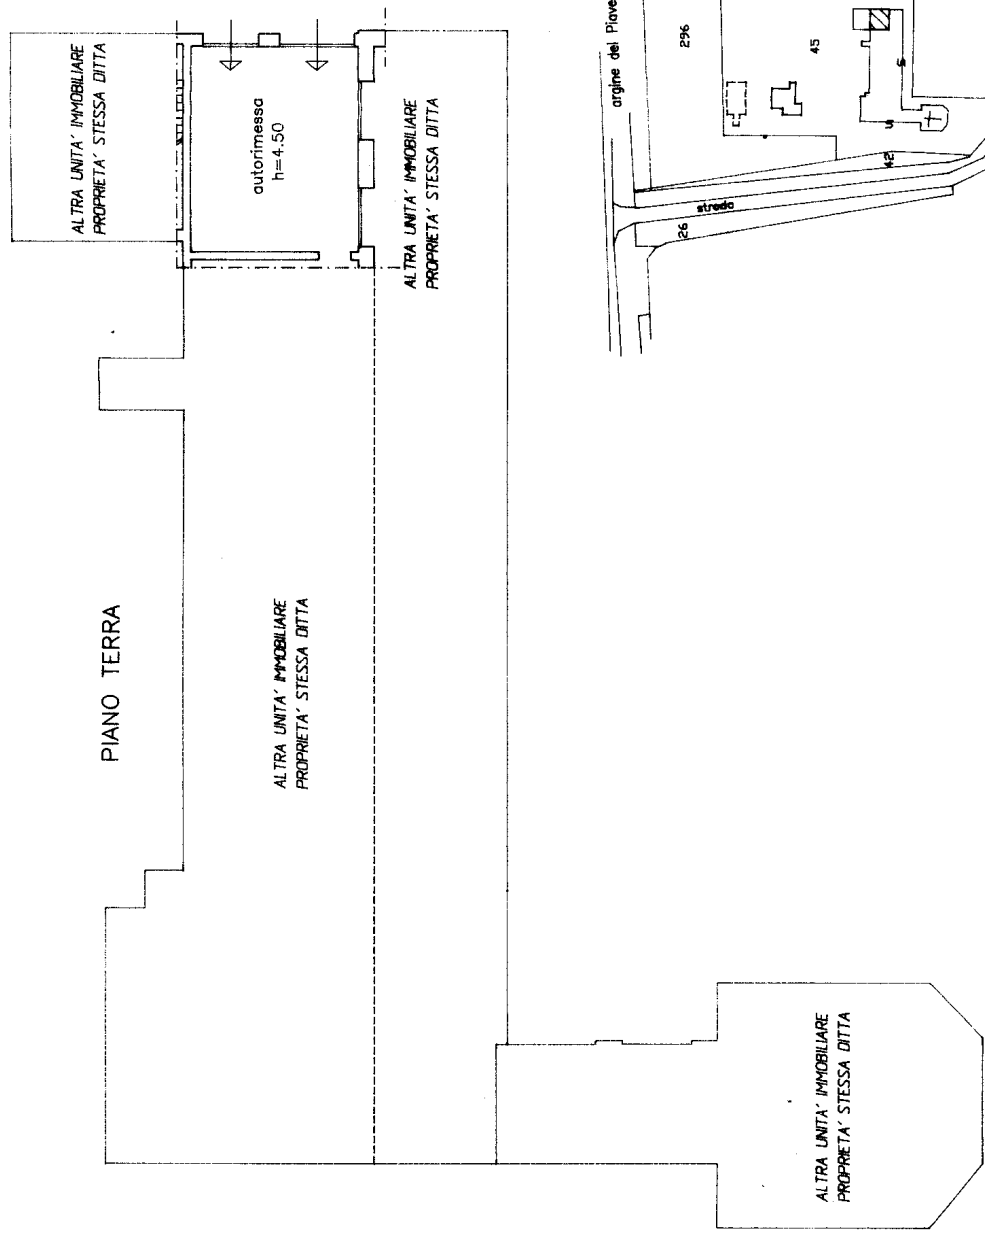 ALTRA UNITA' IMMOBILIARE
PROPRIETA' STESSA DITTA
autorimessa
h=4.50
ALTRA UNITA' IMMOBILIARE
PROPRIETA' STESSA DITTA
PIANO TERRA
ALTRA UNITA' IMMOBILIARE
PROPRIETA' STESSA DITTA
ALTRA UNITA' IMMOBILIARE
PROPRIETA' STESSA DITTA
argine del Piave
296
45
42
strada
26
s
s